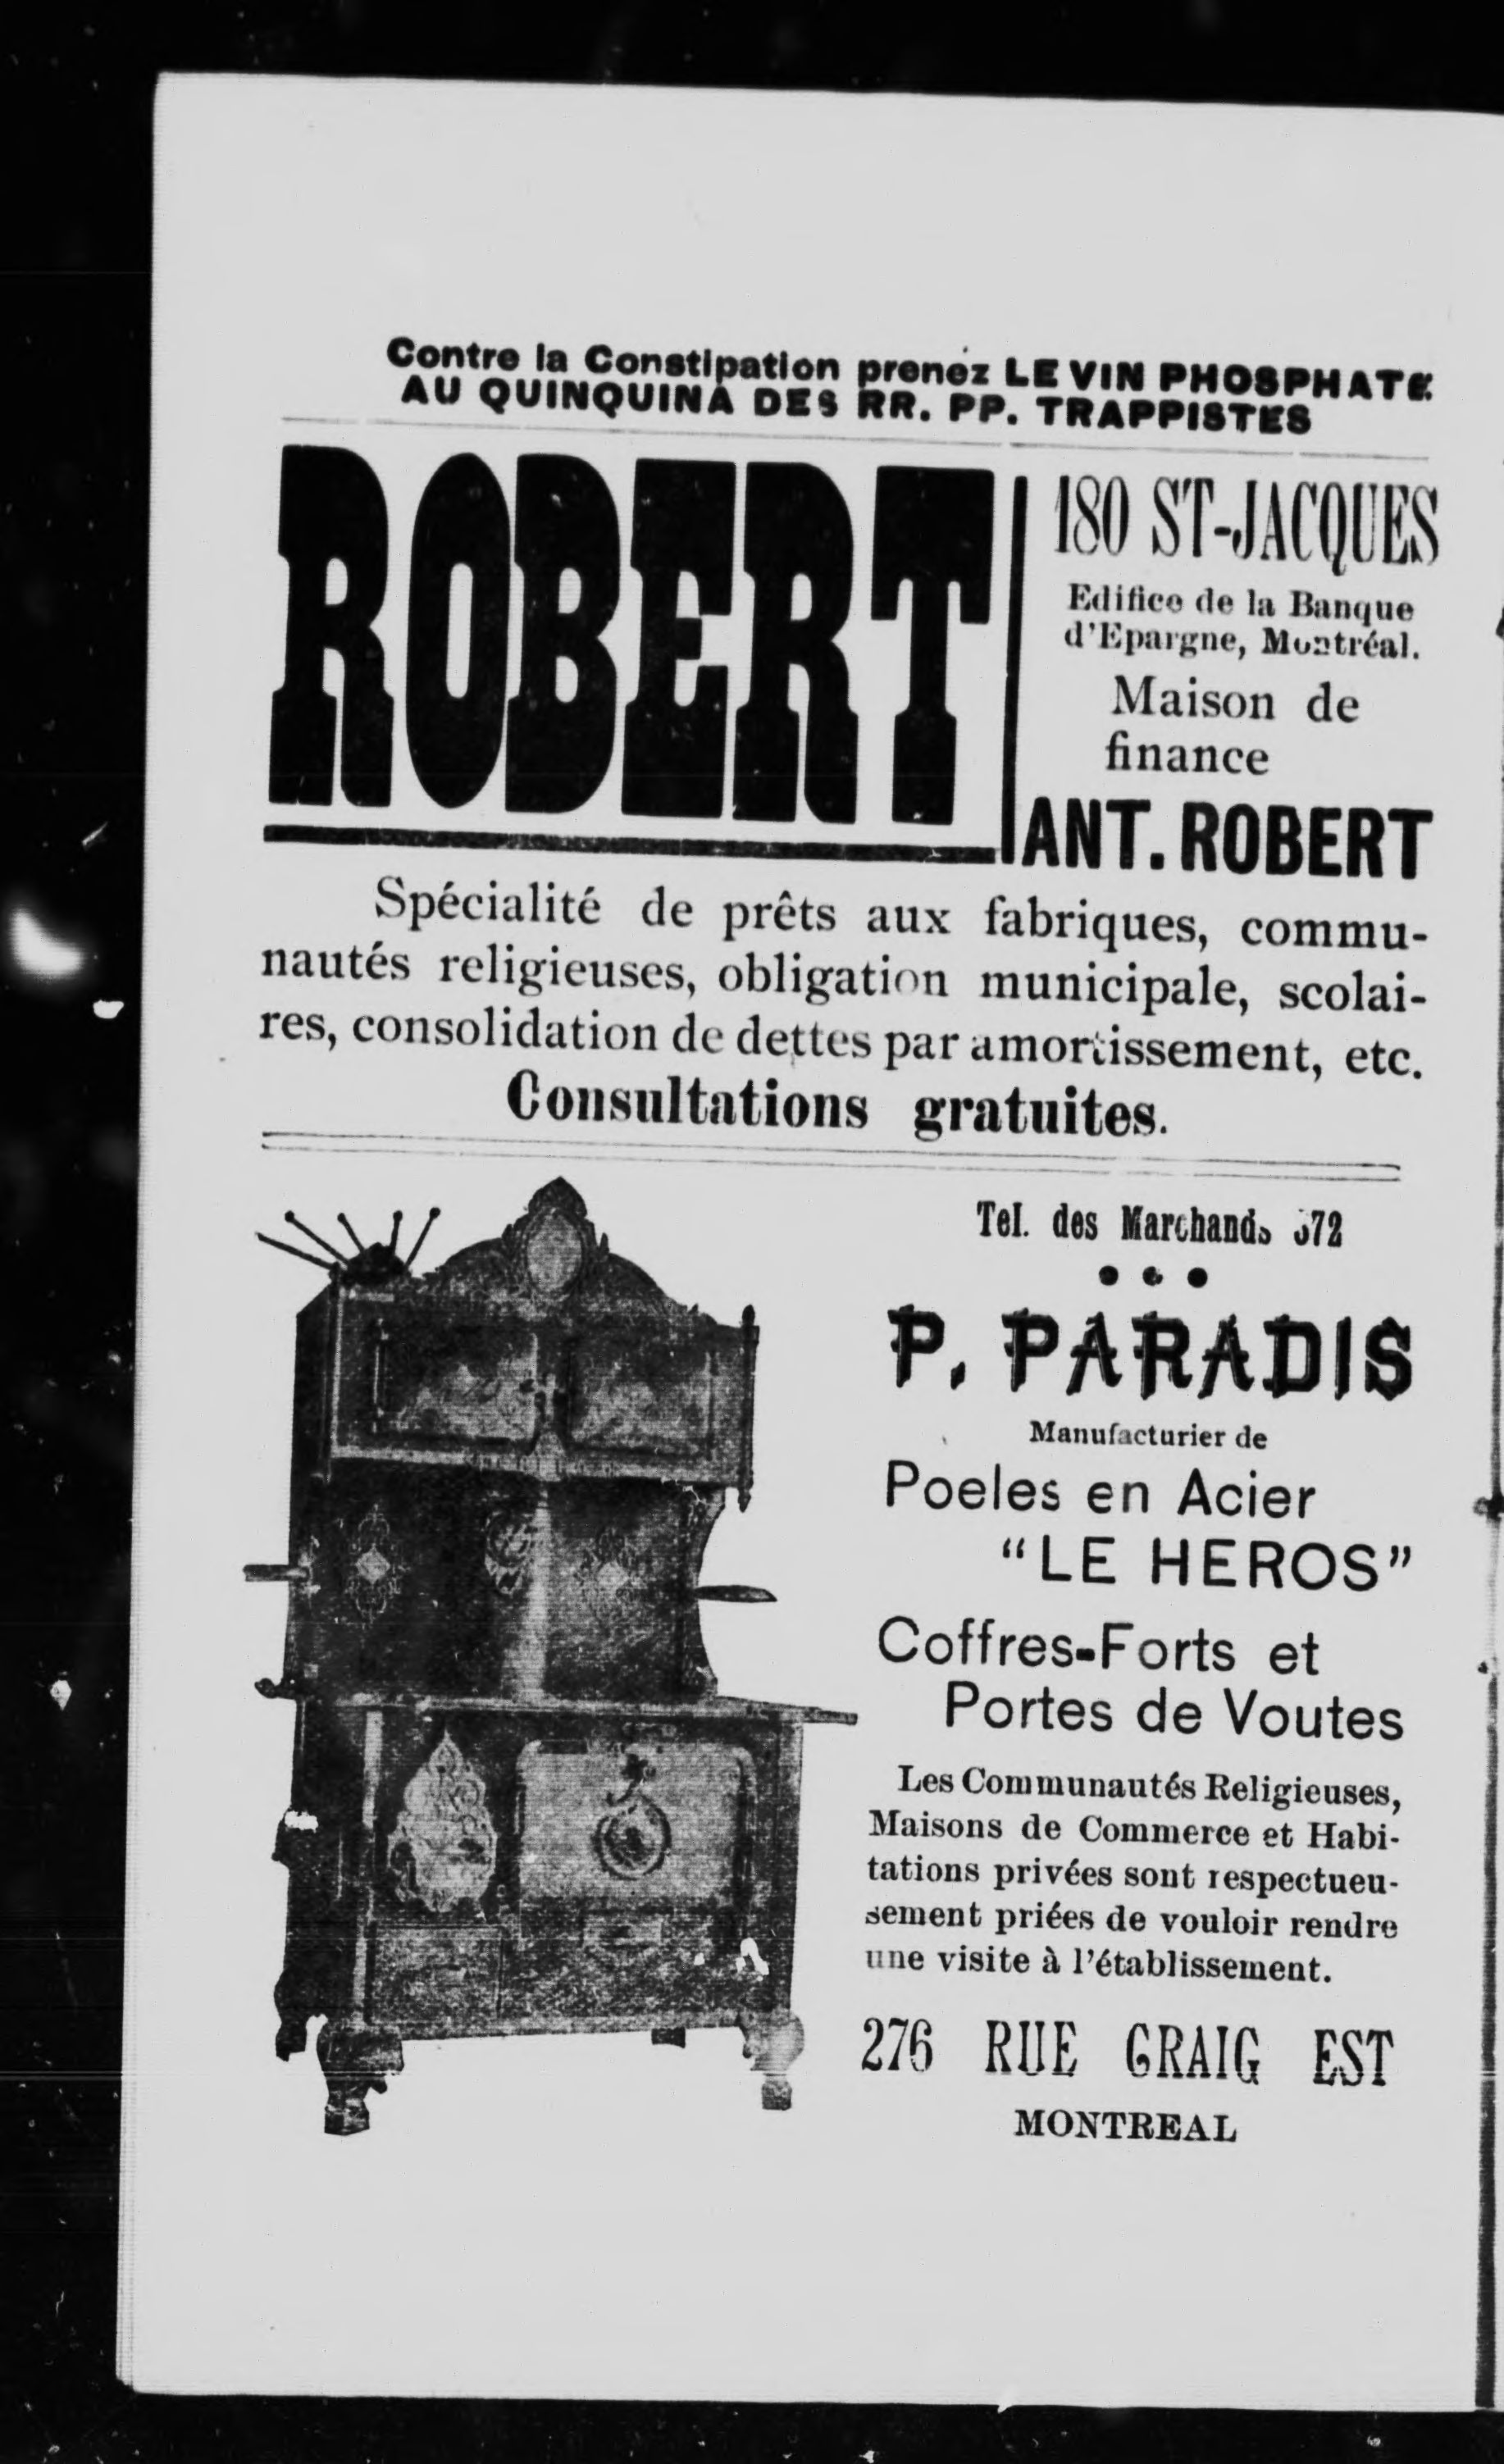 Contre la Constipation prenez LE VIN PHOSPHATE
AU QUINQUINA DES RR. PP. TRAPPISTES
ROBERT
180 ST-JACQUES
Edifice de la Banque
d'Epargne, Montréal.
Maison de
finance
ANT. ROBERT
Spécialité de prêts aux fabriques, commu-
nautés religieuses, obligation municipale, scolai-
res, consolidation de dettes par amortissement, etc.
Consultations gratuites.
Tel. des Marchands
P. PARADIS
Manufacturier de
Poeles en Acier
"LE HEROS"
Coffres-Forts et
Portes de Voutes
Les Communautés Religieuses,
Maisons de Commerce et Habi-
tations privées sont respectueu-
sement priées de vouloir rendre
une visite à l'établissement.
276 RUE CRAIG EST
MONTREAL